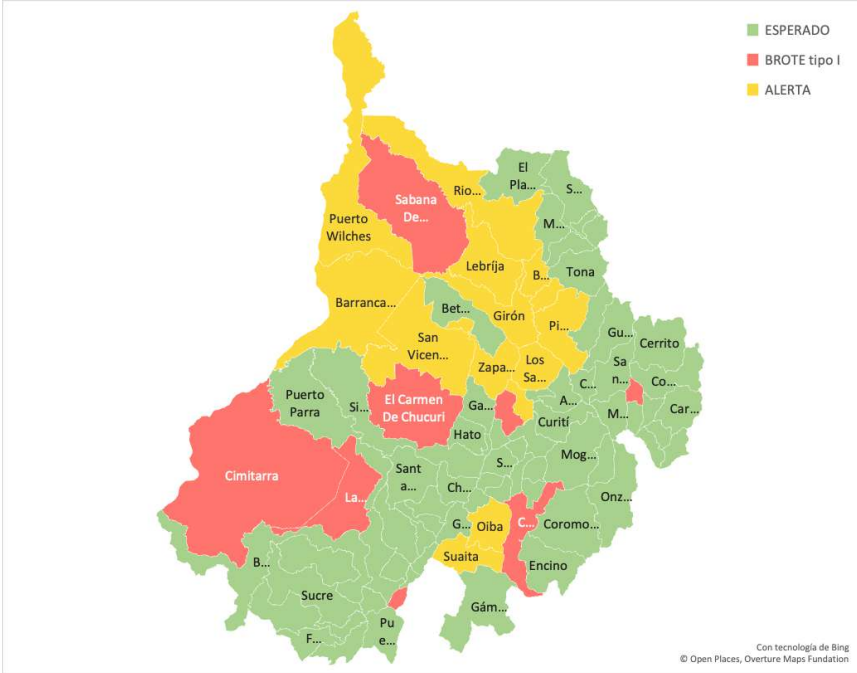 ESPERADO
BROTE tipo I
ALERTA
El
Pla...
S...
Rio...
Sabana
De...
Puerto
Wilches
M...
Lebríja
B...
Tona
Barranca...
Bet...
Girón
Pi...
San
Vicen...
Gu...
Cerrito
Zapa...
Los
Sa...
Sa
n...
C...
Co...
Puerto
Parra
Si...
El Carmen
De Chucuri
Ga...
A...
M...
Car...
Curití
Hato
Mog...
Cimitarra
La...
Santa
a...
S...
Ch...
Onz...
G...
Oiba
C...
Coromo...
Suaita
B...
Encino
Sucre
Gám...
Pu
e...
F...
Con tecnología de Bing
© Open Places, Overture Maps Fundation